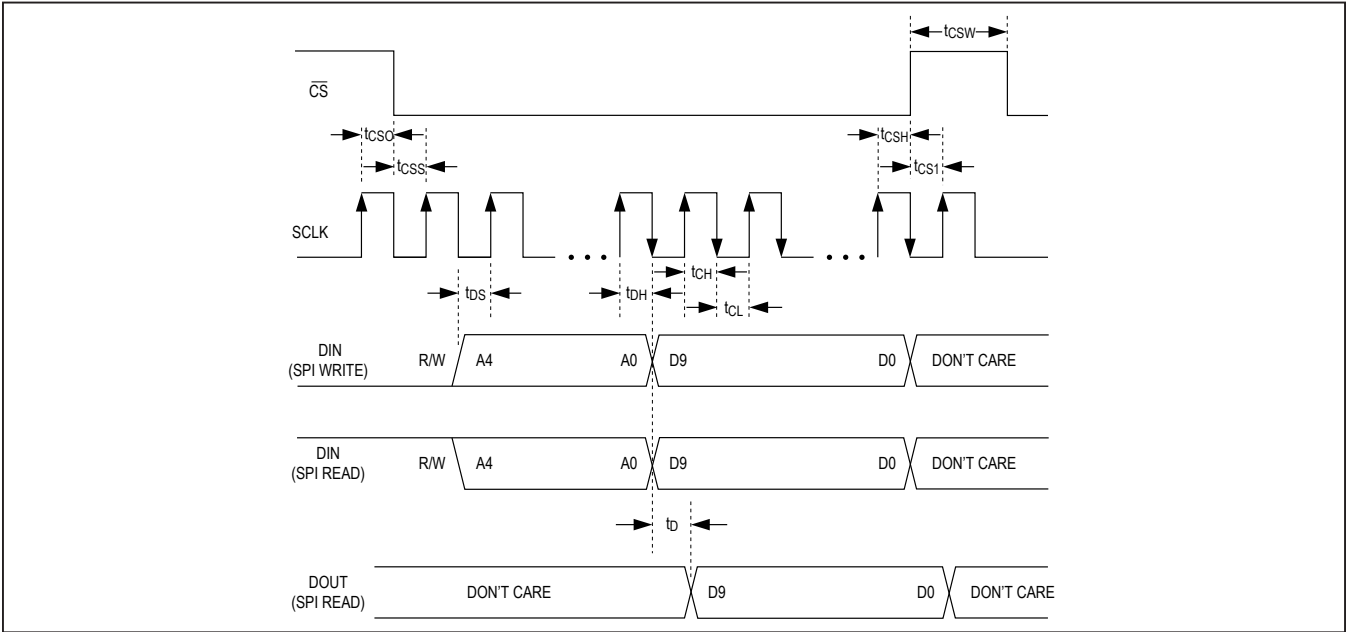 tCSW
C̅S̅
tCSO
tCSH
tCSS
tCS1
SCLK
• • •
• • •
tCH
tDS
tDH
tCL
DIN
(SPI WRITE)
R/W A4 A0 D9 D0 DON'T CARE
DIN
(SPI READ)
R/W A4 A0 D9 D0 DON'T CARE
tD
DOUT
(SPI READ)
DON'T CARE D9 D0 DON'T CARE